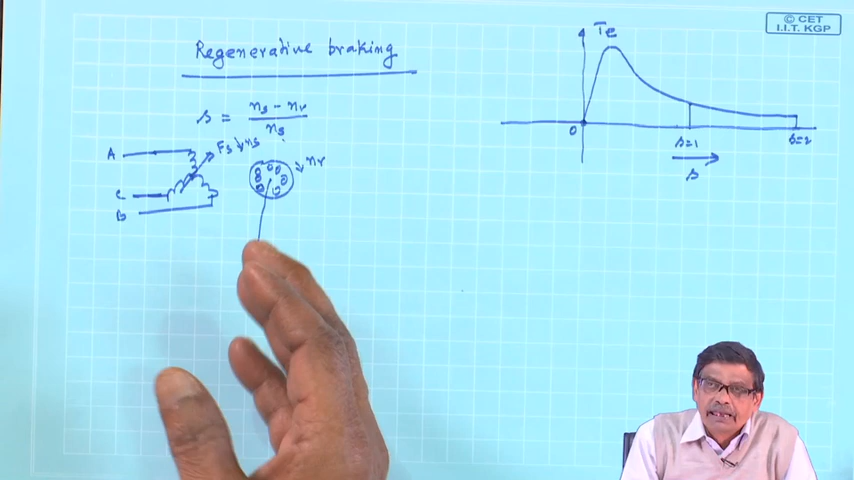 Regenerative braking
s = ns - nr / ns
A
Fs ns
nr
C
B
Te
0
s=1
s=2
s
© CET
I.I.T. KGP